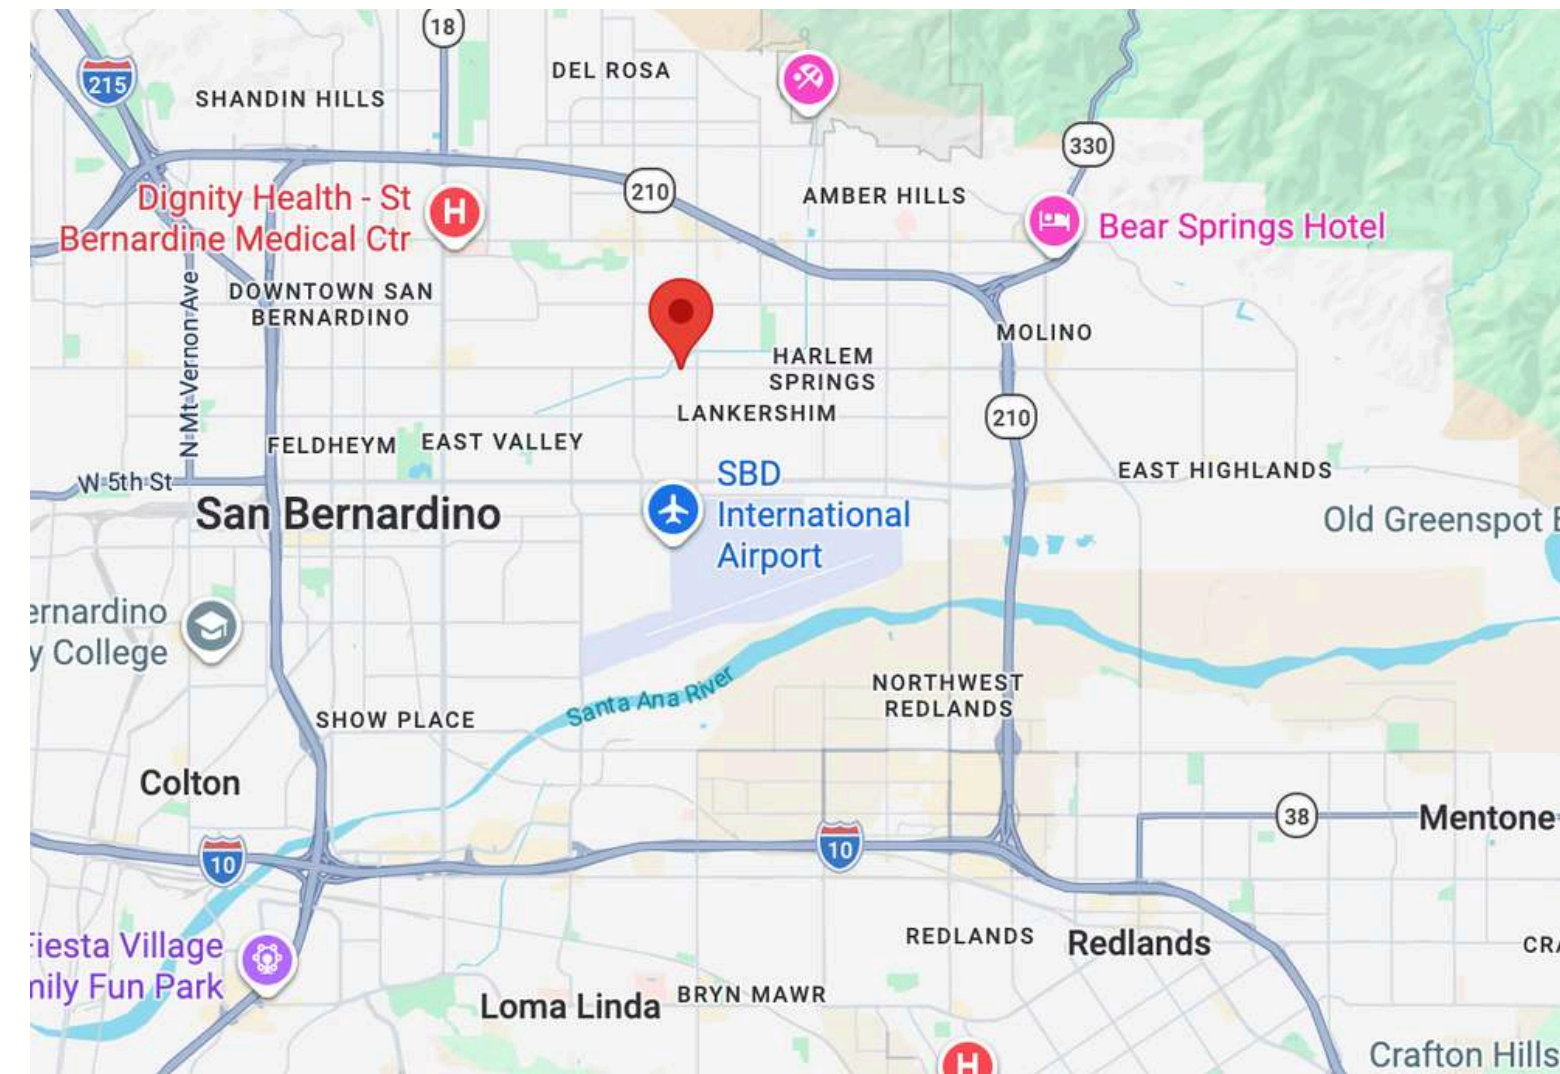 18
DEL ROSA
215
SHANDIN HILLS
330
210
AMBER HILLS
Dignity Health - St
Bernardine Medical Ctr
H
Bear Springs Hotel
DOWNTOWN SAN
BERNARDINO
N Mt Vernon Ave
MOLINO
HARLEM
SPRINGS
LANKERSHIM
210
FELDHEYM
EAST VALLEY
W 5th St
SBD
International
Airport
EAST HIGHLANDS
San Bernardino
Old Greenspot B
ernardino
y College
Santa Ana River
NORTHWEST
REDLANDS
SHOW PLACE
Colton
38
Mentone
10
10
REDLANDS
Redlands
CRA
Fiesta Village
mily Fun Park
Loma Linda
BRYN MAWR
H
Crafton Hills